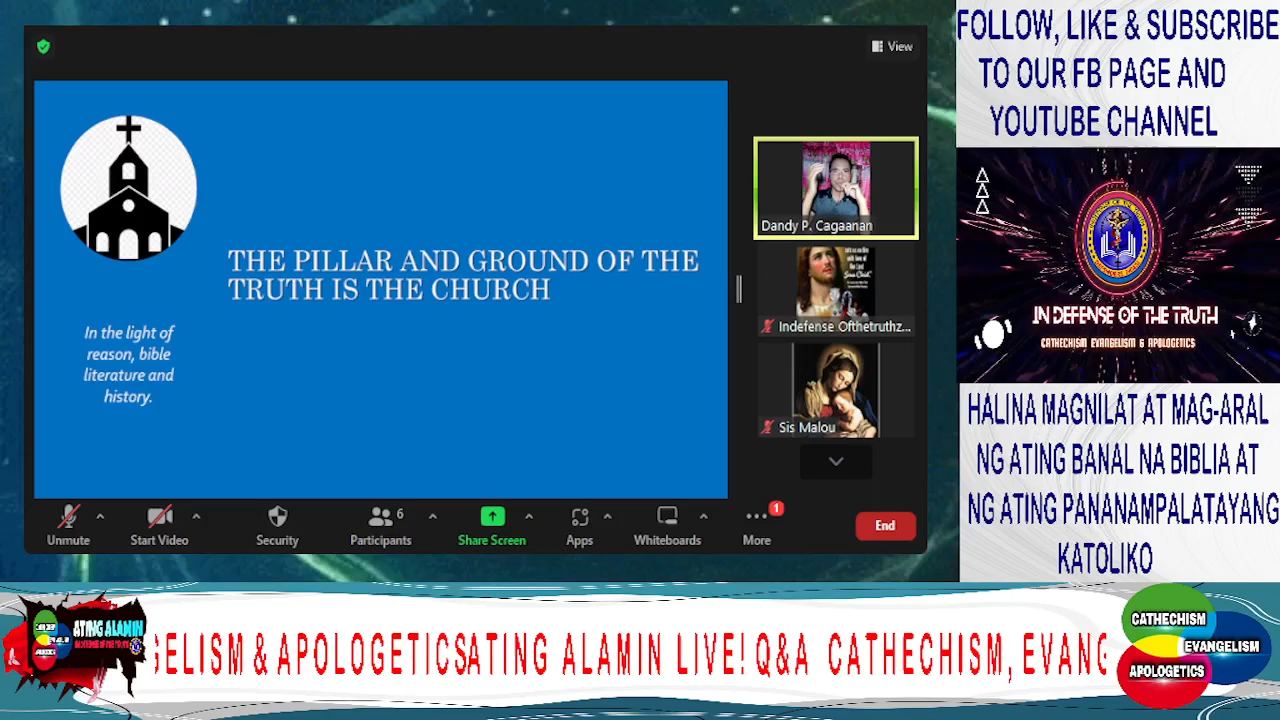 View
THE PILLAR AND GROUND OF THE
TRUTH IS THE CHURCH
In the light of
reason, bible
literature and
history.
Dandy P. Cagaanan
Indefense Ofthetruthz...
Sis Malou
Unmute
Start Video
Security
6
Participants
Share Screen
Apps
Whiteboards
1
More
End
FOLLOW, LIKE & SUBSCRIBE
TO OUR FB PAGE AND
YOUTUBE CHANNEL
IN DEFENSE OF THE TRUTH
CATHECHISM EVANGELISM & APOLOGETICS
HALINA MAGNILAT AT MAG-ARAL
NG ATING BANAL NA BIBLIA AT
NG ATING PANANAMPALATAYANG
KATOLIKO
ATING ALAMIN
GELISM & APOLOGETICSATING ALAMIN LIVE! Q&A CATHECHISM, EVANG
CATHECHISM
EVANGELISM
APOLOGETICS